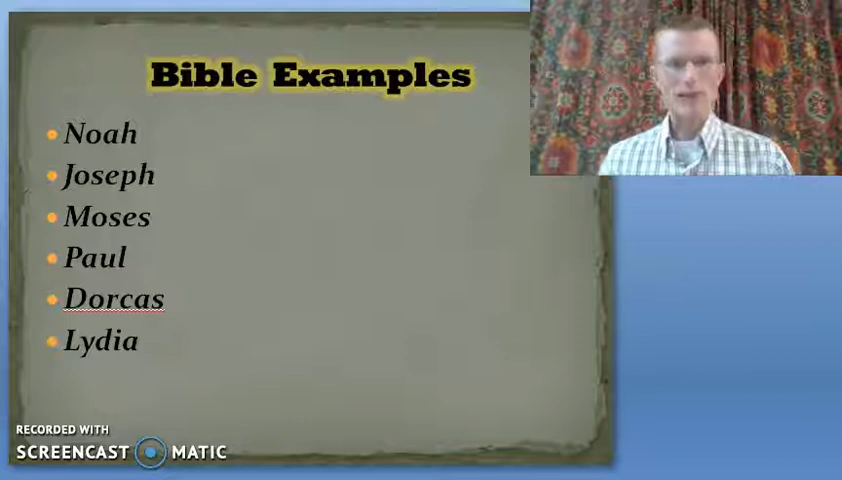 Bible Examples
Noah
Joseph
Moses
Paul
Dorcas
Lydia
RECORDED WITH
SCREENCAST MATIC